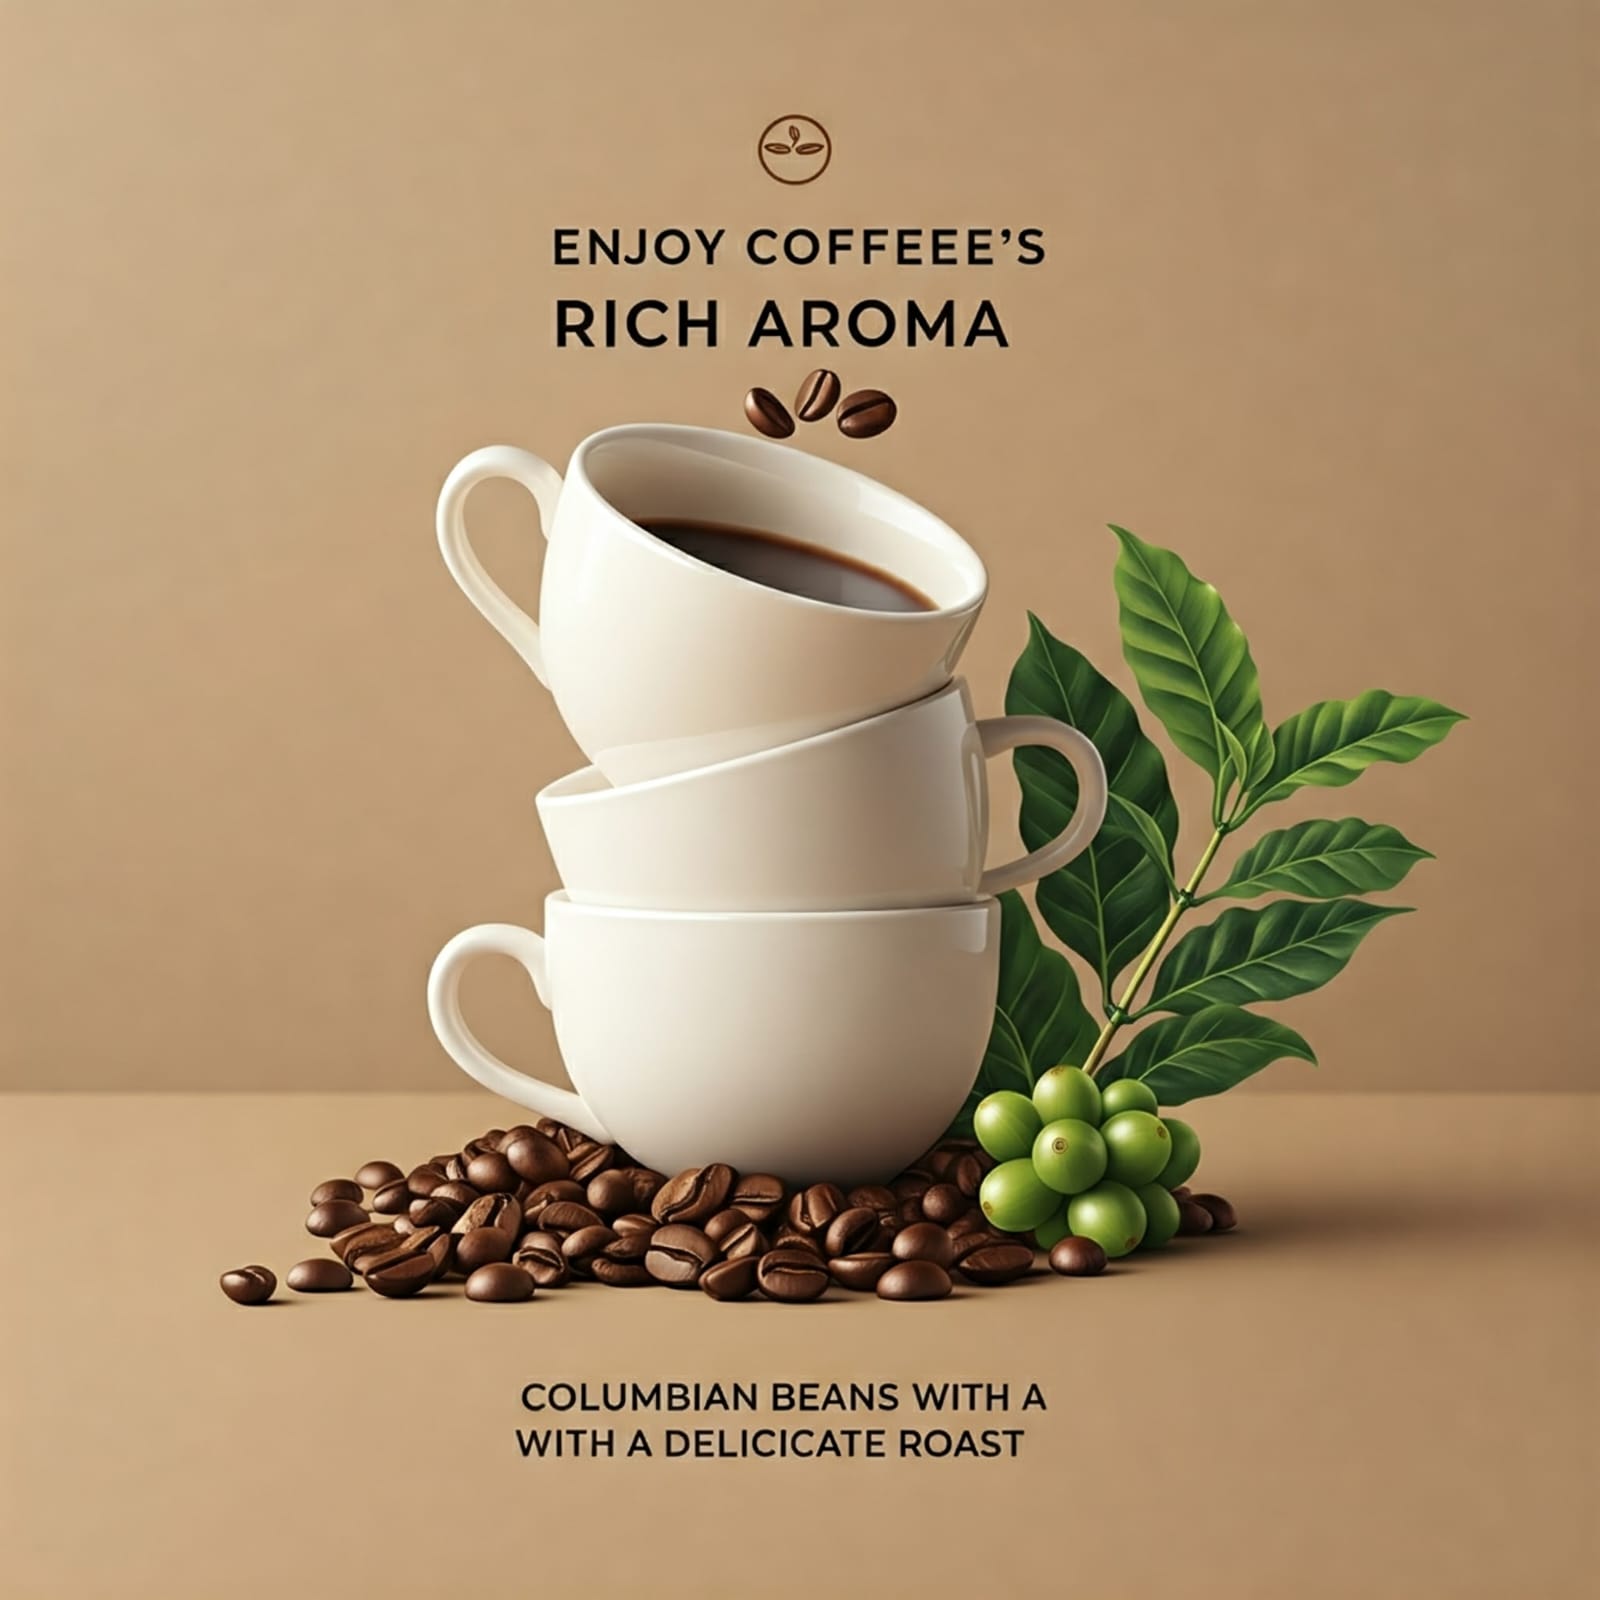 ENJOY COFFEEE'S
RICH AROMA
COLUMBIAN BEANS WITH A
WITH A DELICICATE ROAST